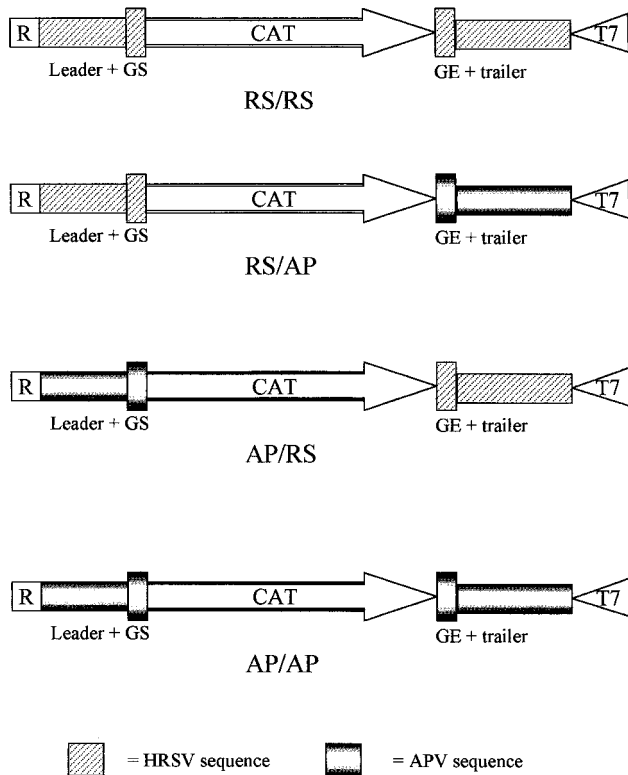 R CAT T7
Leader + GS GE + trailer
RS/RS
R CAT T7
Leader + GS GE + trailer
RS/AP
R CAT T7
Leader + GS GE + trailer
AP/RS
R CAT T7
Leader + GS GE + trailer
AP/AP
= HRSV sequence = APV sequence